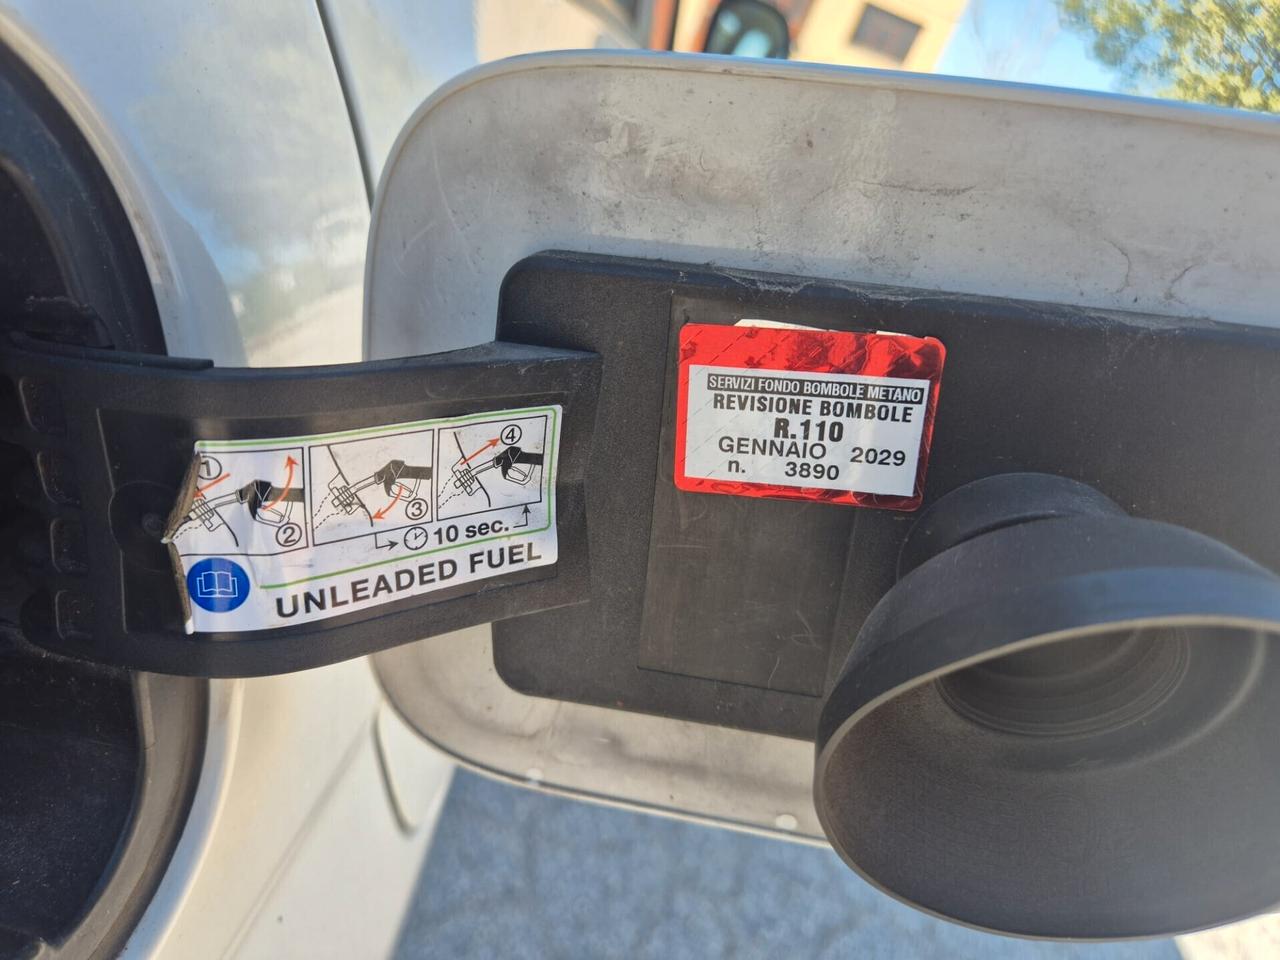 SERVIZI FONDO BOMBOLE METANO
REVISIONE BOMBOLE
R.110
GENNAIO 2029
n. 3890
1
2
3
4
10 sec.
UNLEADED FUEL